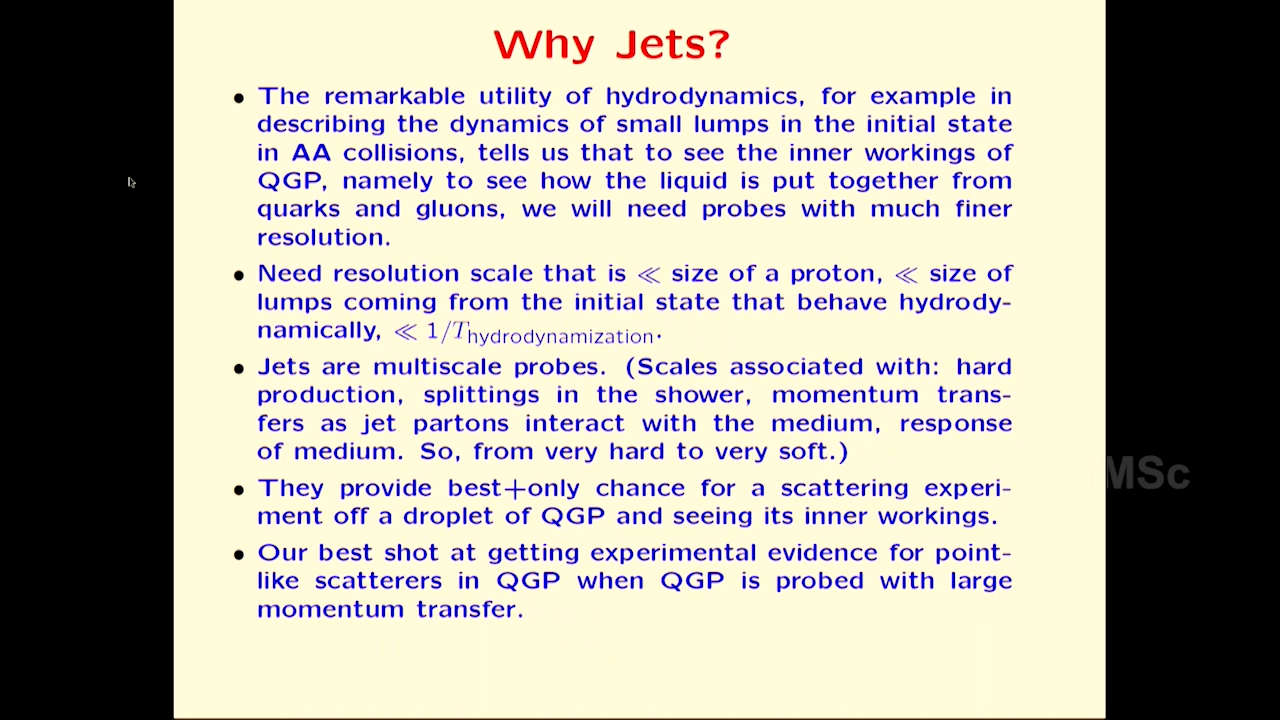 Why Jets?
• The remarkable utility of hydrodynamics, for example in
describing the dynamics of small lumps in the initial state
in AA collisions, tells us that to see the inner workings of
QGP, namely to see how the liquid is put together from
quarks and gluons, we will need probes with much finer
resolution.
• Need resolution scale that is ≪ size of a proton, ≪ size of
lumps coming from the initial state that behave hydrody-
namically, ≪ 1/T_hydrodynamization.
• Jets are multiscale probes. (Scales associated with: hard
production, splittings in the shower, momentum trans-
fers as jet partons interact with the medium, response
of medium. So, from very hard to very soft.)
• They provide best+only chance for a scattering experi-
ment off a droplet of QGP and seeing its inner workings.
• Our best shot at getting experimental evidence for point-
like scatterers in QGP when QGP is probed with large
momentum transfer.
IMSc